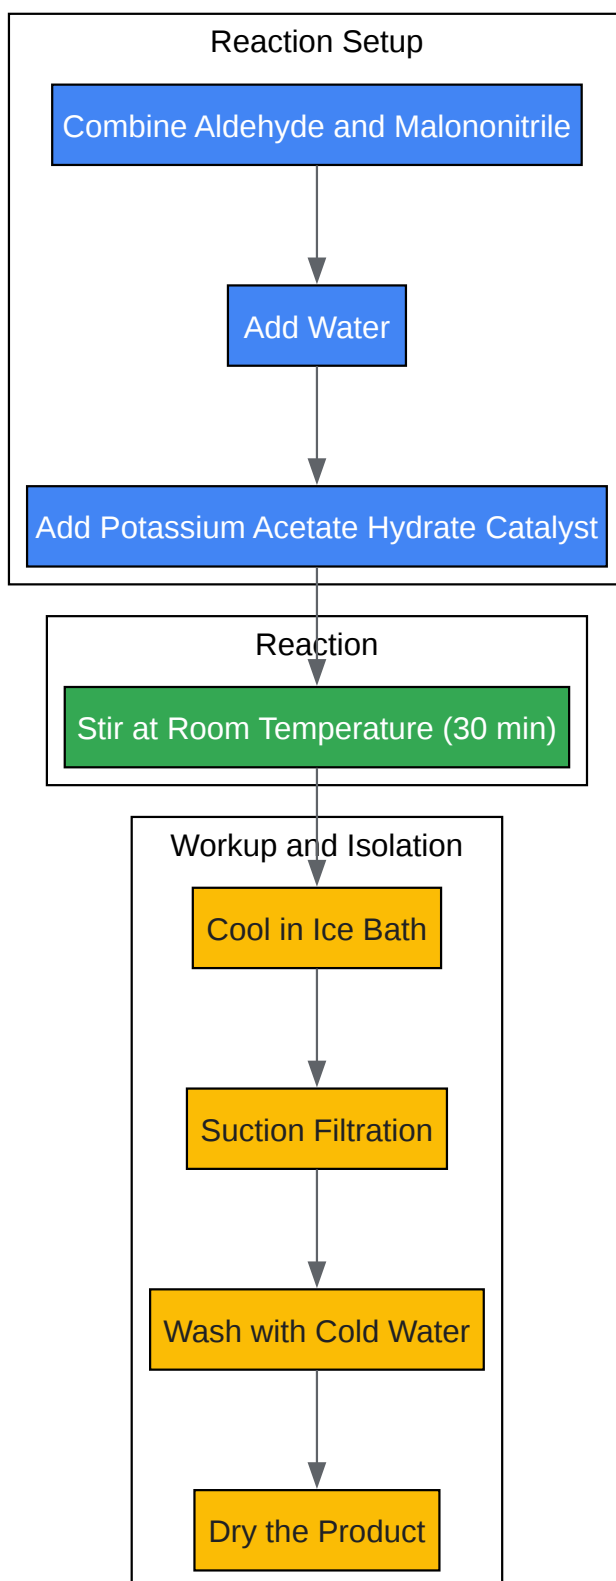 Reaction Setup
Combine Aldehyde and Malononitrile
Add Water
Add Potassium Acetate Hydrate Catalyst
Reaction
Stir at Room Temperature (30 min)
Workup and Isolation
Cool in Ice Bath
Suction Filtration
Wash with Cold Water
Dry the Product